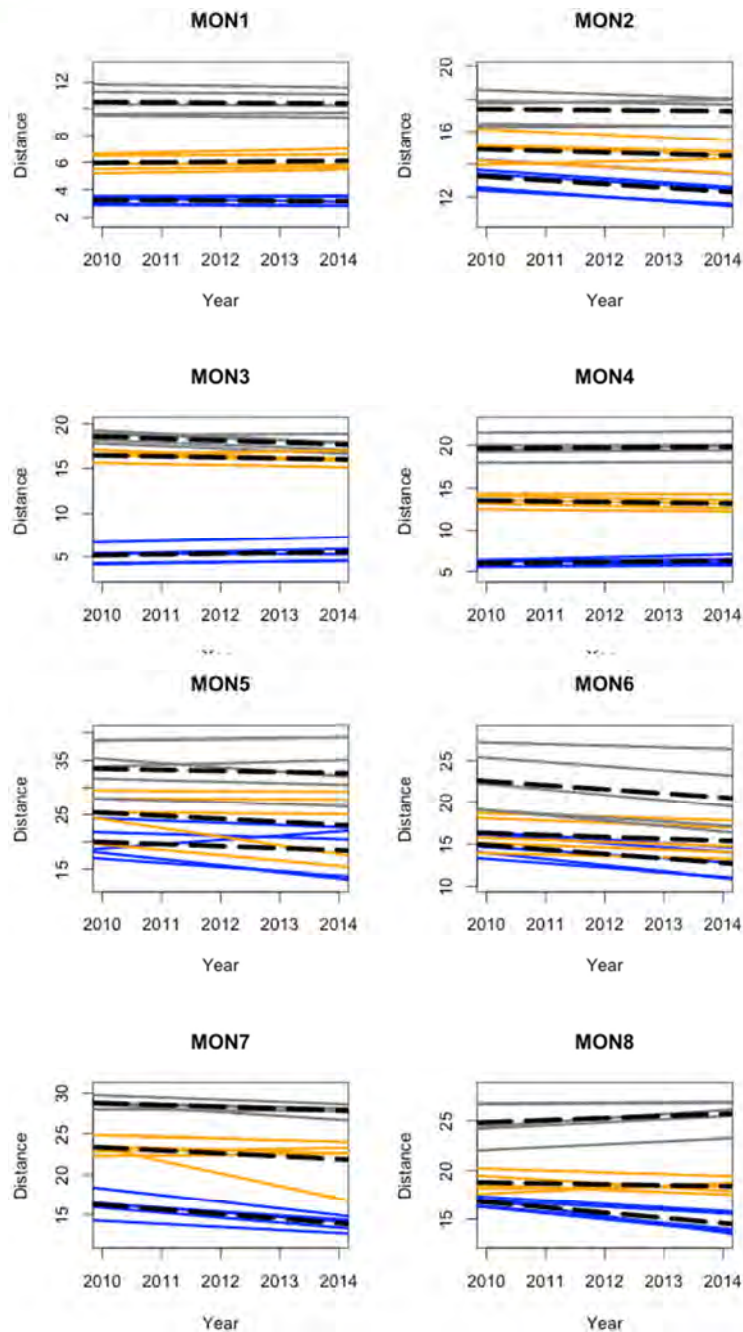 MON1 MON2
Distance 2 4 6 8 12
Distance 12 16 20
2010 2011 2012 2013 2014 2010 2011 2012 2013 2014
Year Year
MON3 MON4
Distance 5 10 15 20
Distance 5 10 15 20
2010 2011 2012 2013 2014 2010 2011 2012 2013 2014
MON5 MON6
Distance 15 25 35
Distance 10 15 20 25
2010 2011 2012 2013 2014 2010 2011 2012 2013 2014
Year Year
MON7 MON8
Distance 15 20 25 30
Distance 15 20 25
2010 2011 2012 2013 2014 2010 2011 2012 2013 2014
Year Year